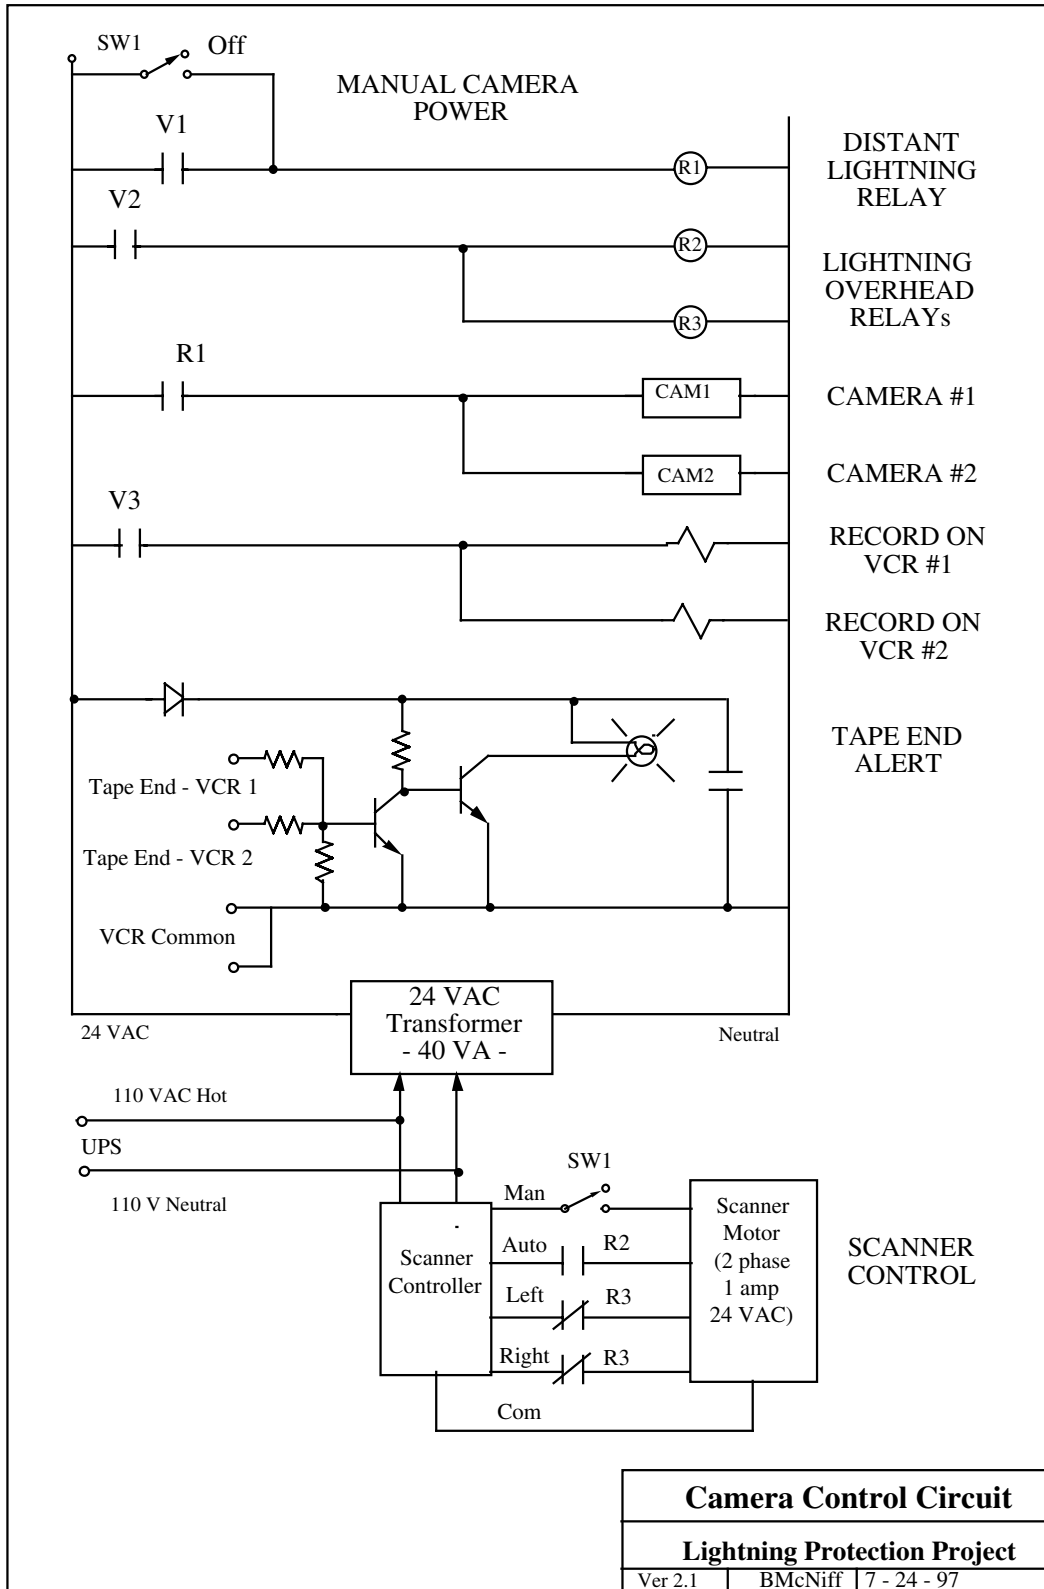 SW1
Off
MANUAL CAMERA
POWER
V1
R1
DISTANT
LIGHTNING
RELAY
V2
R2
LIGHTNING
OVERHEAD
RELAYs
R3
R1
CAM1
CAMERA #1
CAM2
CAMERA #2
V3
RECORD ON
VCR #1
RECORD ON
VCR #2
TAPE END
ALERT
Tape End - VCR 1
Tape End - VCR 2
VCR Common
24 VAC
Transformer
- 40 VA -
24 VAC
Neutral
110 VAC Hot
UPS
110 V Neutral
SW1
Man
Auto
R2
Left
R3
Right
R3
Com
Scanner
Controller
Scanner
Motor
(2 phase
1 amp
24 VAC)
SCANNER
CONTROL
Camera Control Circuit
Lightning Protection Project
Ver 2.1
BMcNiff
7 - 24 - 97